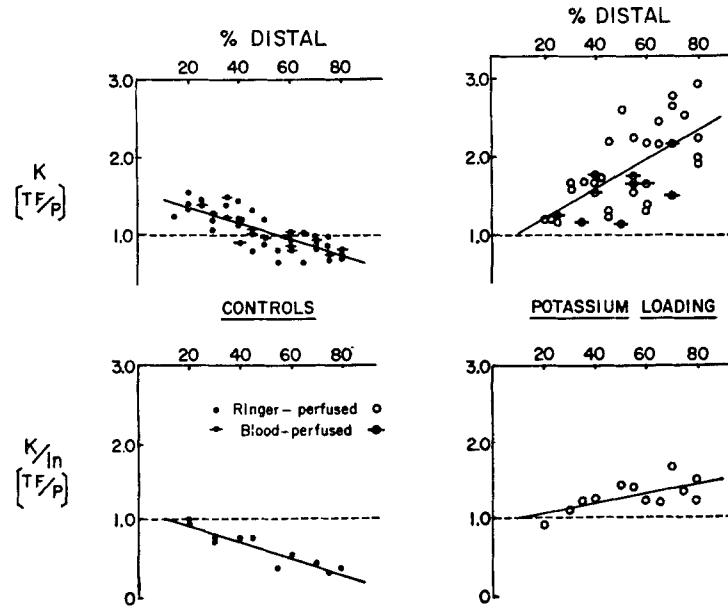 % DISTAL
20 40 60 80
3.0
2.0
1.0
K
[TF/P]
% DISTAL
20 40 60 80
3.0
2.0
1.0
CONTROLS
20 40 60 80
3.0
2.0
1.0
0
K/In
[TF/P]
• Ringer- perfused o
Blood-perfused
POTASSIUM LOADING
20 40 60 80
3.0
2.0
1.0
0